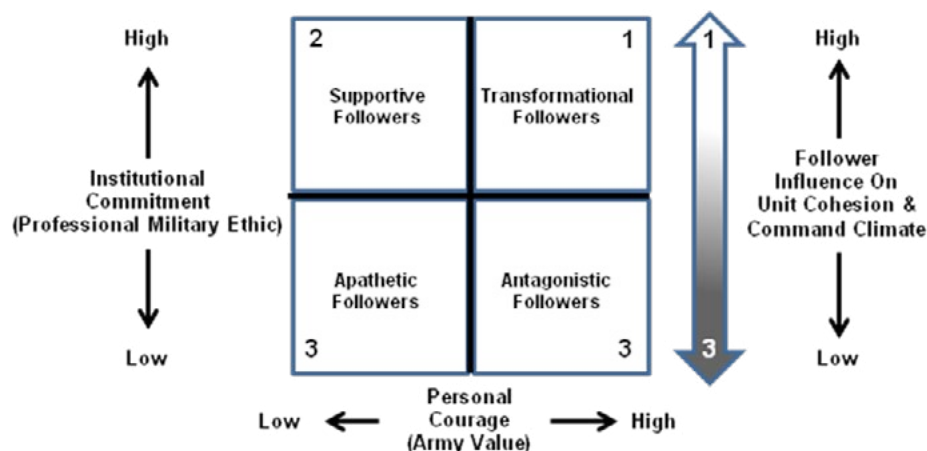 High
2
1
1
High
Supportive
Followers
Transformational
Followers
Institutional
Commitment
(Professional Military Ethic)
Follower
Influence On
Unit Cohesion &
Command Climate
Apathetic
Followers
Antagonistic
Followers
Low
3
3
3
Low
Low
Personal
Courage
(Army Value)
High